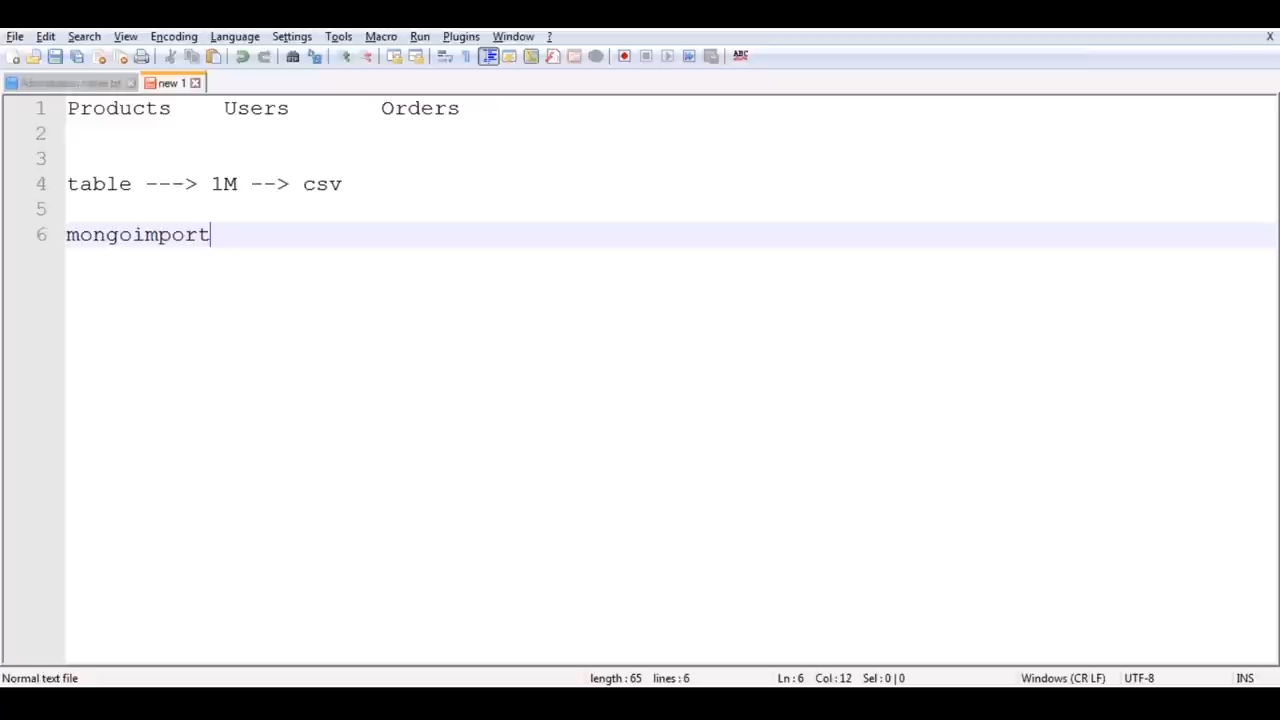 File Edit Search View Encoding Language Settings Tools Macro Run Plugins Window ? X
ABC
new 1
1 Products Users Orders
2
3
4 table ---> 1M --> csv
5
6 mongoimport
Normal text file length : 65 lines : 6 Ln : 6 Col : 12 Sel : 0 | 0 Windows (CR LF) UTF-8 INS